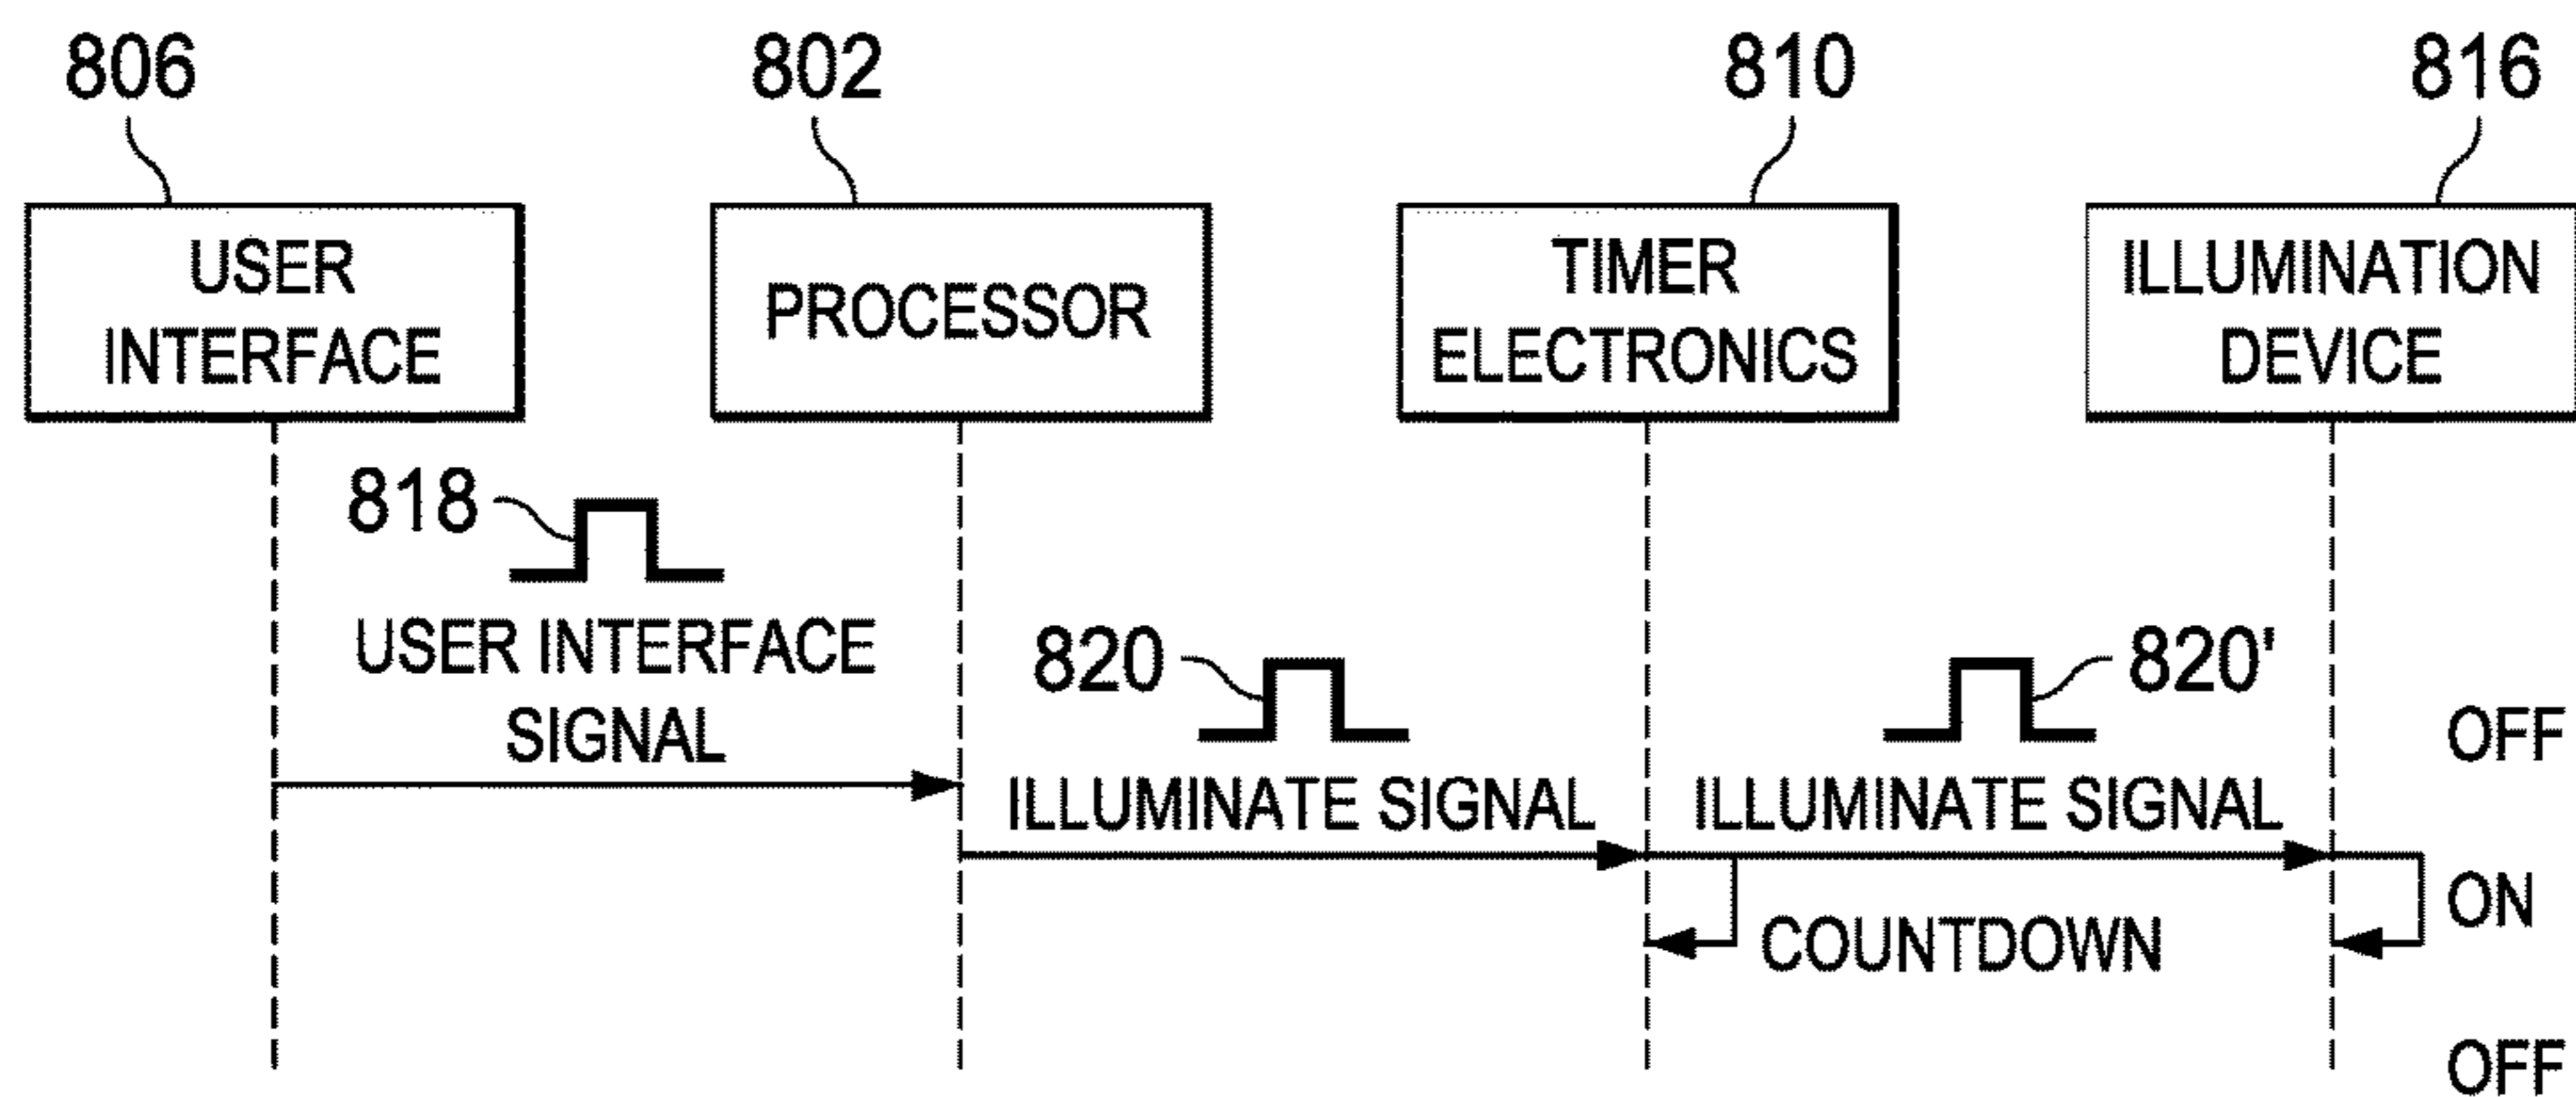 806
802
810
816
USER
INTERFACE
PROCESSOR
TIMER
ELECTRONICS
ILLUMINATION
DEVICE
818
USER INTERFACE
SIGNAL
820
ILLUMINATE SIGNAL
820'
ILLUMINATE SIGNAL
COUNTDOWN
OFF
ON
OFF